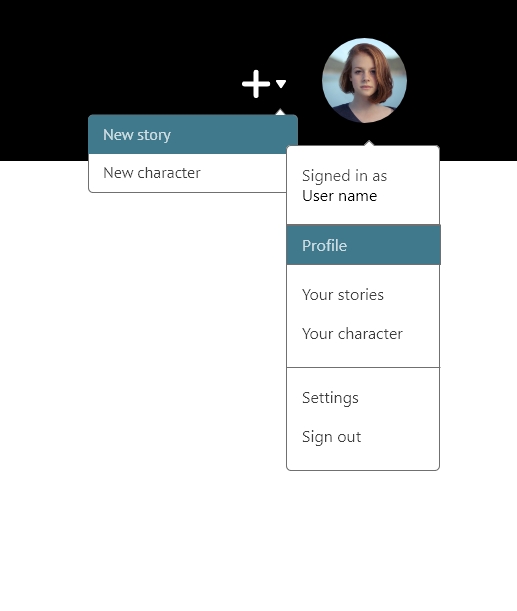 New story
New character
Signed in as
User name
Profile
Your stories
Your character
Settings
Sign out